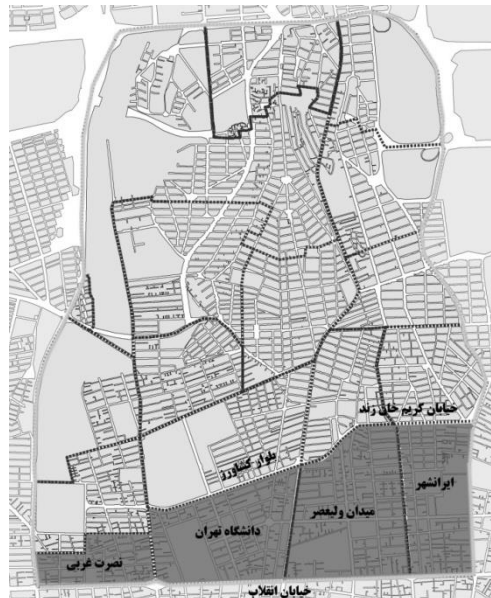 خیابان کریم خان زند
بلوار کشاورز
ایرانشهر
میدان ولیعصر
دانشگاه تهران
نصرت غربی
خیابان انقلاب